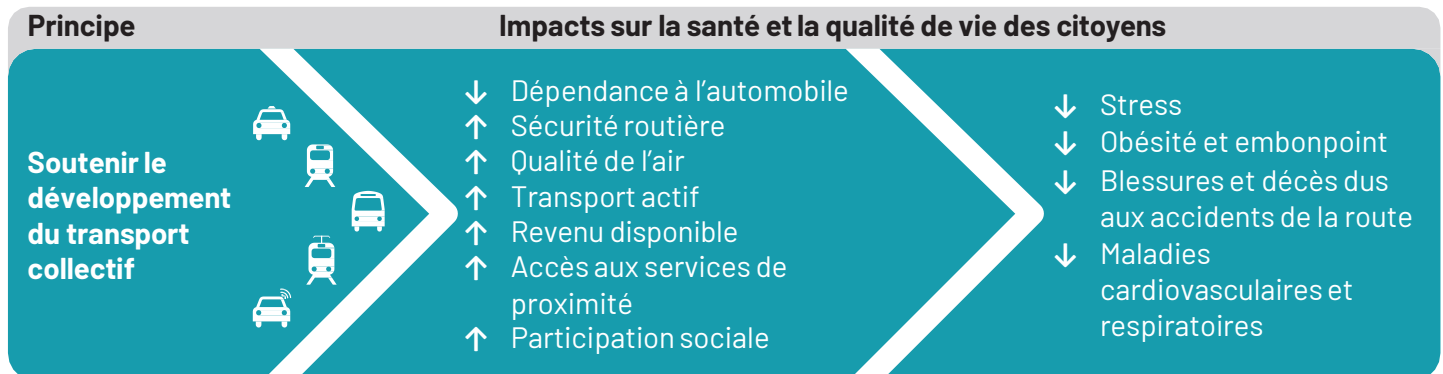 Principe
Impacts sur la santé et la qualité de vie des citoyens
Soutenir le
développement
du transport
collectif
↓ Dépendance à l’automobile
↑ Sécurité routière
↑ Qualité de l’air
↑ Transport actif
↑ Revenu disponible
↑ Accès aux services de
proximité
↑ Participation sociale
↓ Stress
↓ Obésité et embonpoint
↓ Blessures et décès dus
aux accidents de la route
↓ Maladies
cardiovasculaires et
respiratoires